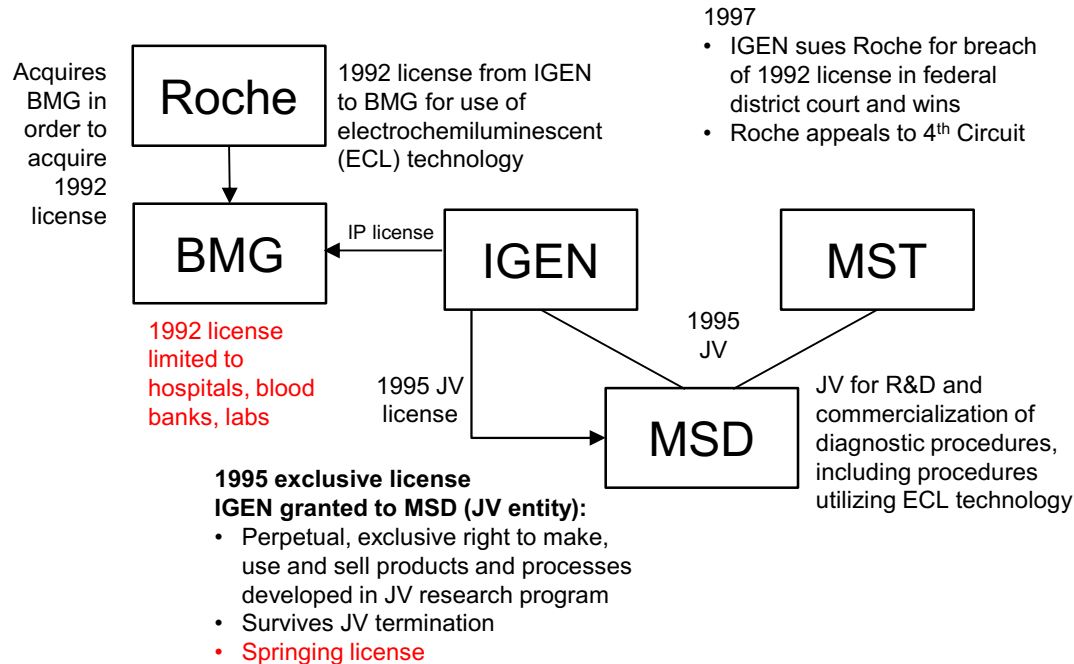 Acquires
BMG in
order to
acquire
1992
license
Roche
1992 license from IGEN
to BMG for use of
electrochemiluminescent
(ECL) technology
1997
• IGEN sues Roche for breach
of 1992 license in federal
district court and wins
• Roche appeals to 4th Circuit
BMG
IP license
IGEN
MST
1992 license
limited to
hospitals, blood
banks, labs
1995 JV
license
1995
JV
MSD
JV for R&D and
commercialization of
diagnostic procedures,
including procedures
utilizing ECL technology
1995 exclusive license
IGEN granted to MSD (JV entity):
• Perpetual, exclusive right to make,
use and sell products and processes
developed in JV research program
• Survives JV termination
• Springing license